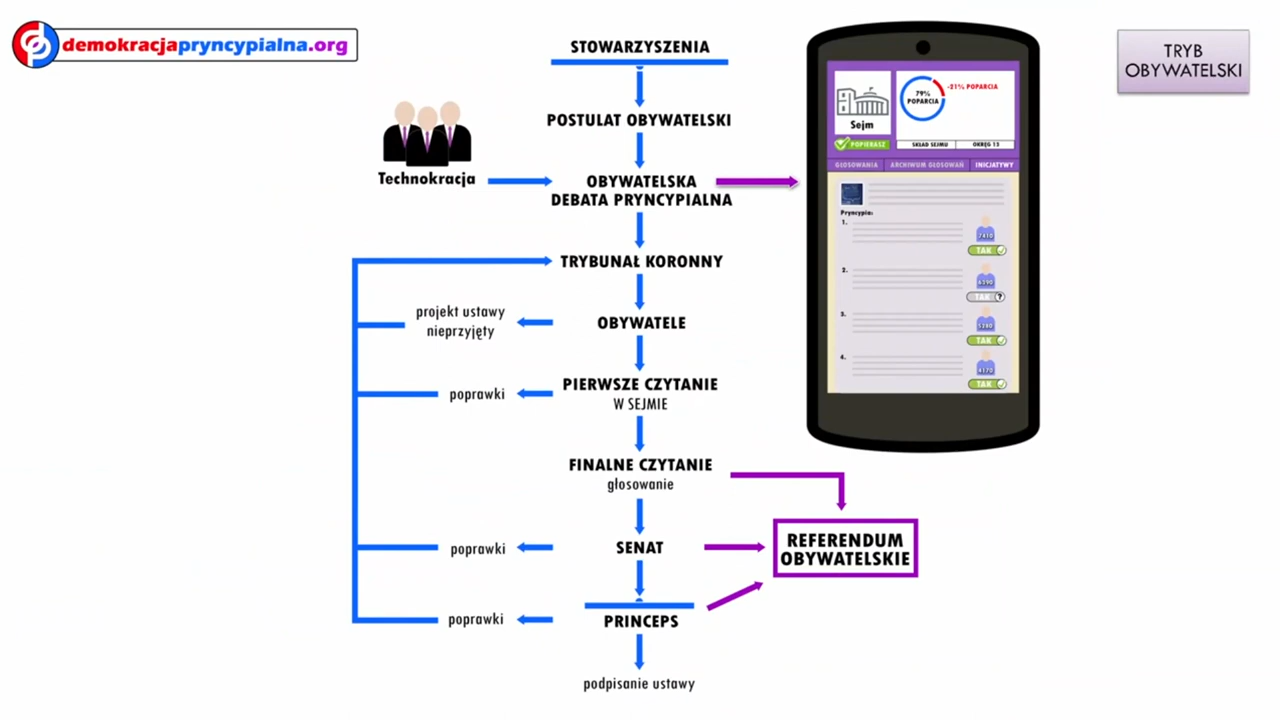 demokracjapryncypialna.org
STOWARZYSZENIA
TRYB
OBYWATELSKI
POSTULAT OBYWATELSKI
Technokracja
OBYWATELSKA
DEBATA PRYNCYPIALNA
TRYBUNAŁ KORONNY
projekt ustawy
nieprzyjęty
OBYWATELE
poprawki
PIERWSZE CZYTANIE
W SEJMIE
FINALNE CZYTANIE
głosowanie
poprawki
SENAT
REFERENDUM
OBYWATELSKIE
poprawki
PRINCEPS
podpisanie ustawy
Sejm
79%
POPARCIA
-21% POPARCIA
POPIERASZ
SKŁAD SEJMU
OKRĘG 13
GŁOSOWANIA
ARCHIWUM GŁOSOWAŃ
INICJATYWY
Pryncypia:
1.
7410
TAK
2.
6390
TAK ?
3.
5280
TAK
4.
4170
TAK